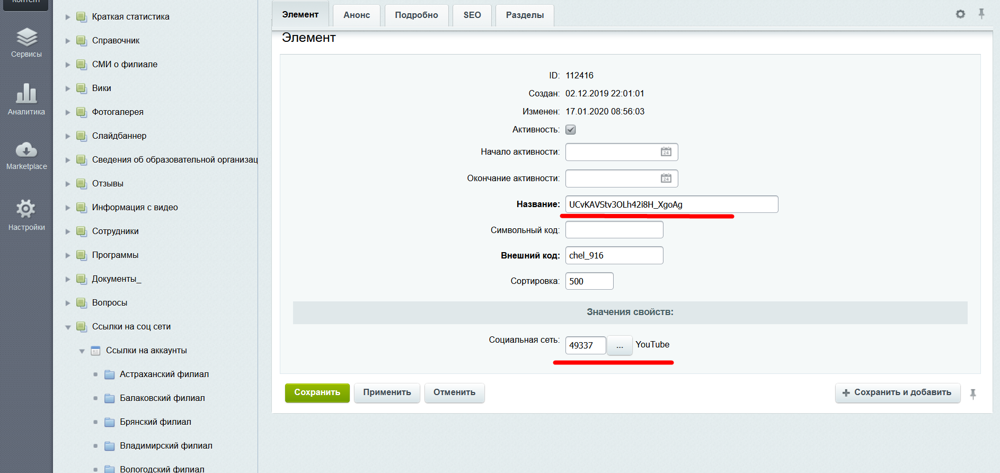 Контент
Сервисы
Аналитика
Marketplace
Настройки
Краткая статистика
Справочник
СМИ о филиале
Вики
Фотогалерея
Слайдбаннер
Сведения об образовательной организац
Отзывы
Информация с видео
Сотрудники
Программы
Документы_
Вопросы
Ссылки на соц сети
Ссылки на аккаунты
Астраханский филиал
Балаковский филиал
Брянский филиал
Владимирский филиал
Вологодский филиал
Элемент Анонс Подробно SEO Разделы
Элемент
ID: 112416
Создан: 02.12.2019 22:01:01
Изменен: 17.01.2020 08:56:03
Активность:
Начало активности: 24
Окончание активности: 24
Название: UCvKAVStv3OLh42i8H_XgoAg
Символьный код:
Внешний код: chel_916
Сортировка: 500
Значения свойств:
Социальная сеть: 49337 ... YouTube
Сохранить Применить Отменить + Сохранить и добавить